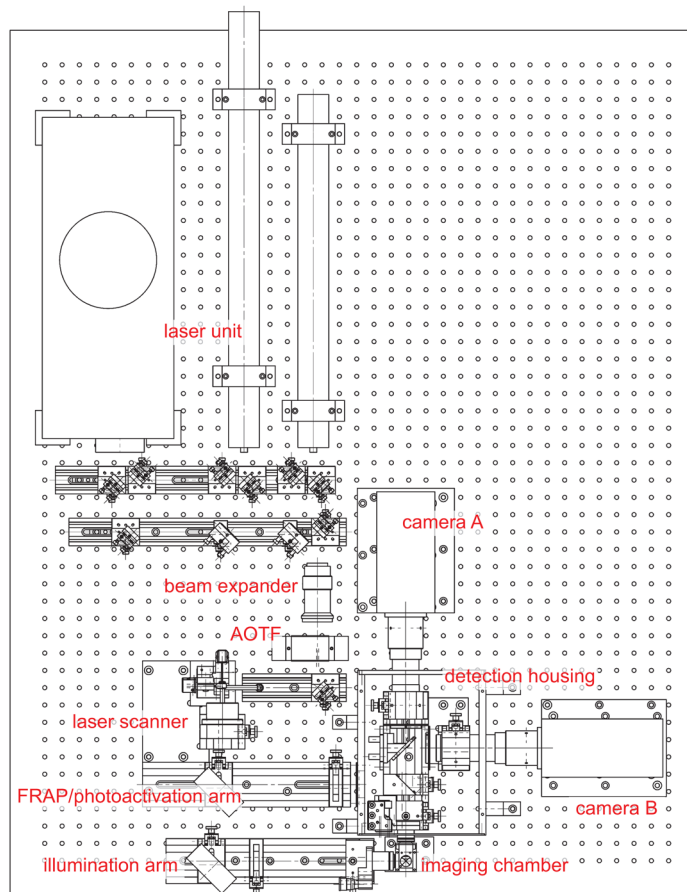 laser unit
camera A
beam expander
AOTF
detection housing
laser scanner
FRAP/photoactivation arm
camera B
illumination arm
imaging chamber